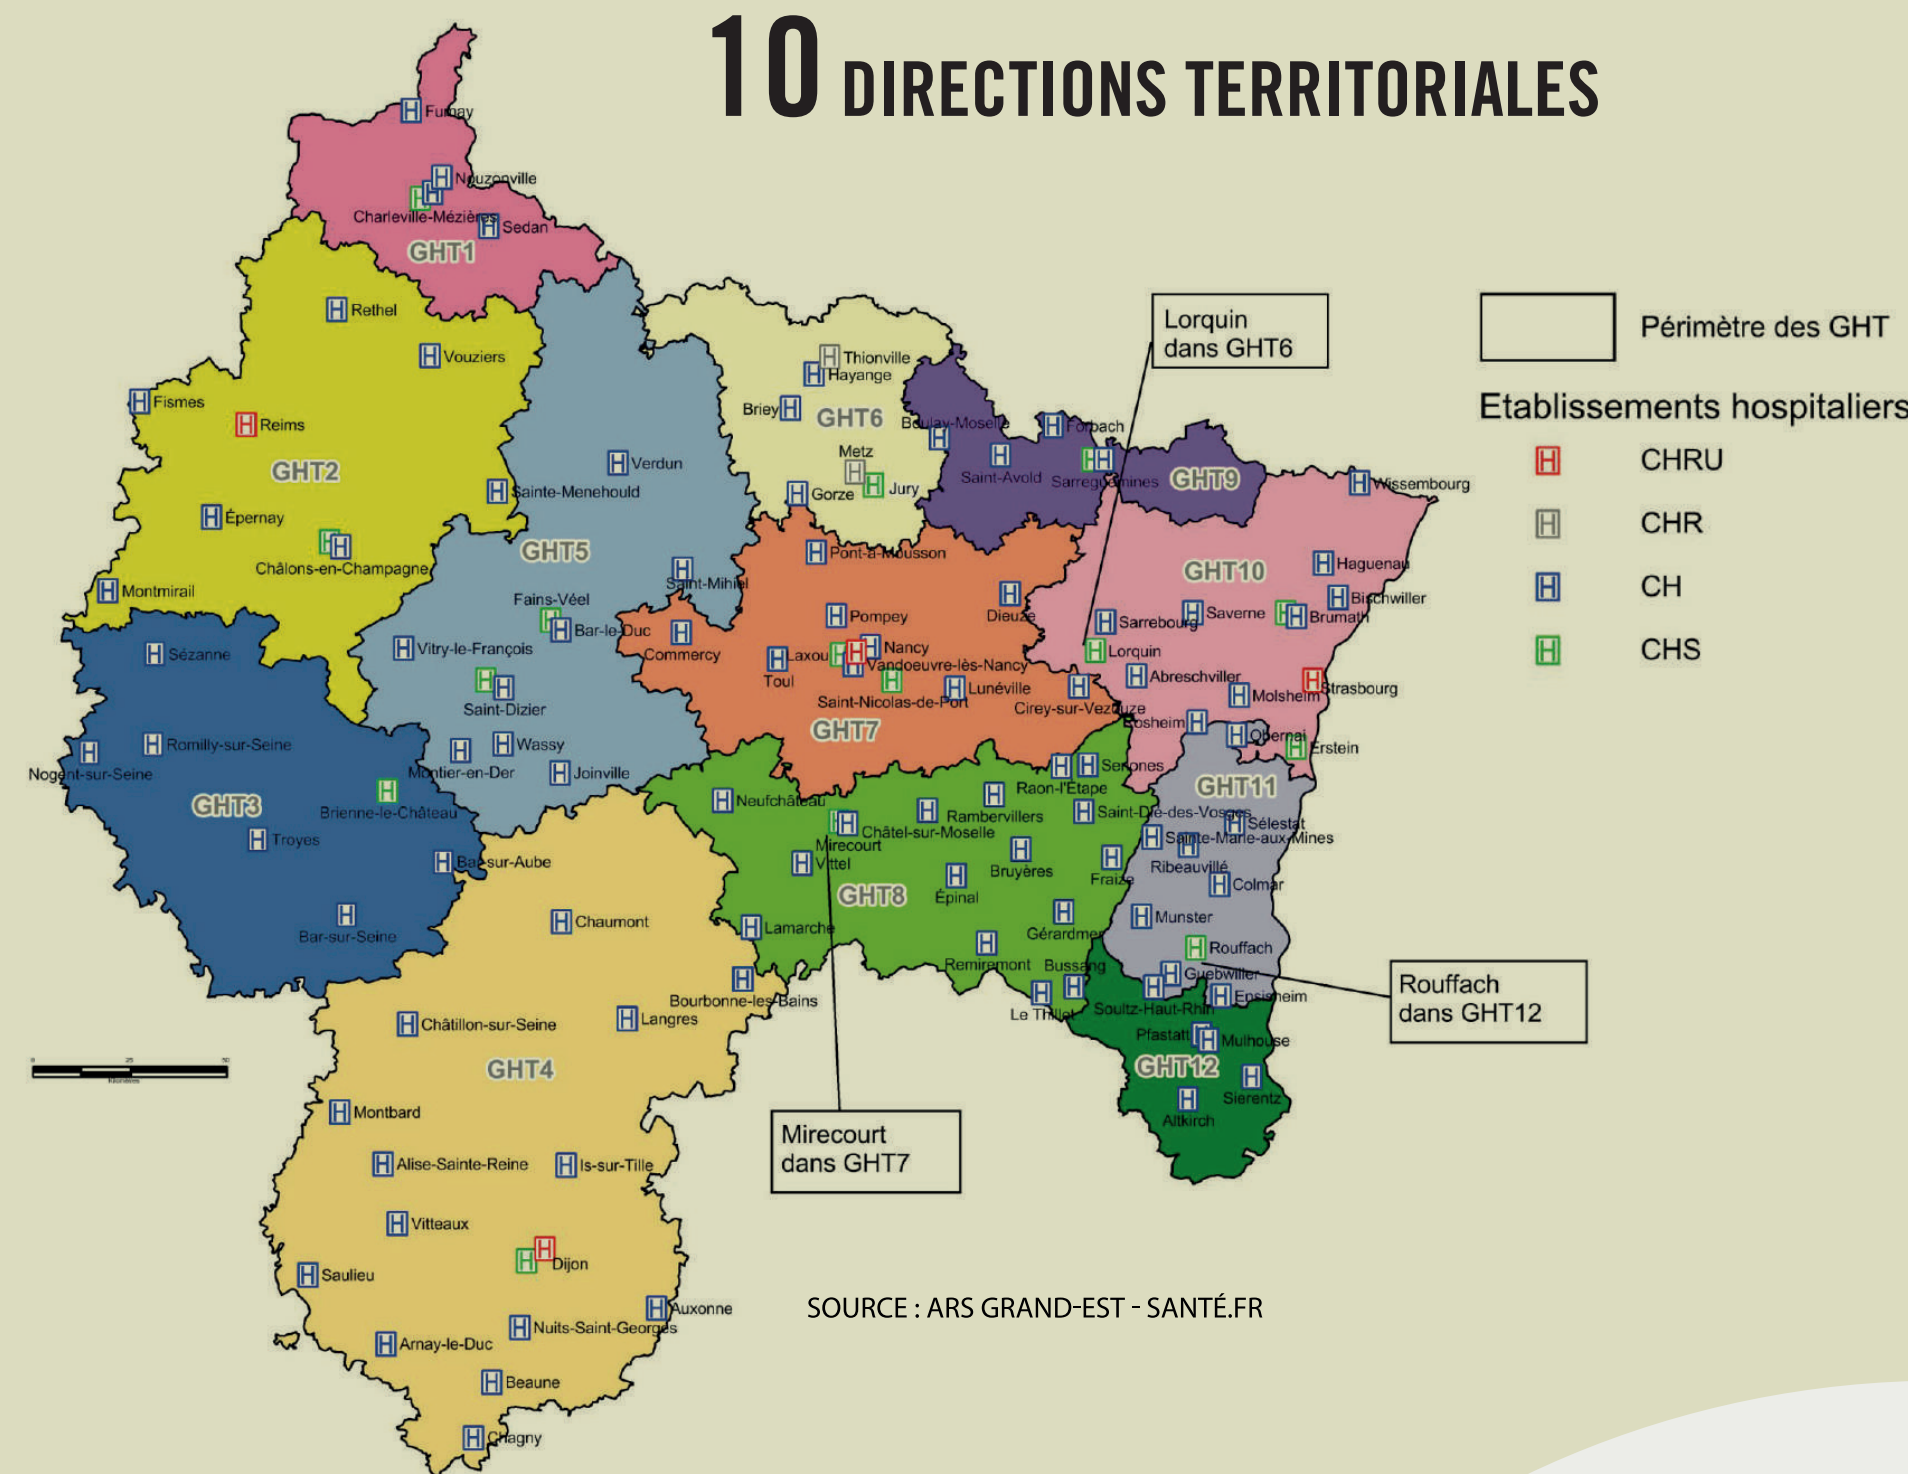 10 DIRECTIONS TERRITORIALES
Fumay
Nouzonville
Charleville-Mézières
Sedan
GHT1
Rethel
Vouziers
Fismes
Reims
GHT2
Sainte-Menehould
Épernay
Châlons-en-Champagne
Montmirail
Verdun
GHT5
Saint-Mihiel
Fains-Véel
Bar-le-Duc
Vitry-le-François
Saint-Dizier
Wassy
Montier-en-Der
Joinville
Sézanne
Romilly-sur-Seine
Nogent-sur-Seine
GHT3
Brienne-le-Château
Troyes
Bar-sur-Aube
Bar-sur-Seine
Thionville
Hayange
Briey
GHT6
Metz
Jury
Gorze
Boulay-Moselle
Forbach
Saint-Avold
Sarreguemines
GHT9
Lorquin
dans GHT6
Périmètre des GHT
Etablissements hospitaliers
H CHRU
H CHR
H CH
H CHS
Wissembourg
GHT10
Haguenau
Bischwiller
Saverne
Brumath
Sarrebourg
Lorquin
Abreschviller
Molsheim
Strasbourg
Rosheim
Obernai
Erstein
Pont-à-Mousson
Dieuze
Pompey
Commercy
Laxou
Nancy
Toul
Vandoeuvre-lès-Nancy
Saint-Nicolas-de-Port
Lunéville
Cirey-sur-Vezouze
GHT7
Senones
Raon-l'Étape
Neufchâteau
Rambervillers
Saint-Dié-des-Vosges
Châtel-sur-Moselle
Mirecourt
Vittel
Bruyères
Fraize
GHT8
Épinal
Gérardmer
Lamarche
Remiremont
Bussang
Le Thillot
GHT11
Sélestat
Sainte-Marie-aux-Mines
Ribeauvillé
Colmar
Munster
Rouffach
Guebwiller
Soultz-Haut-Rhin
Ensisheim
Rouffach
dans GHT12
Pfastatt
Mulhouse
GHT12
Sierentz
Altkirch
Chaumont
Bourbonne-les-Bains
Langres
Châtillon-sur-Seine
GHT4
Montbard
Alise-Sainte-Reine
Is-sur-Tille
Vitteaux
Dijon
Saulieu
Auxonne
Nuits-Saint-Georges
Arnay-le-Duc
Beaune
Chagny
Mirecourt
dans GHT7
0 25 50
Kilomètres
SOURCE : ARS GRAND-EST - SANTÉ.FR